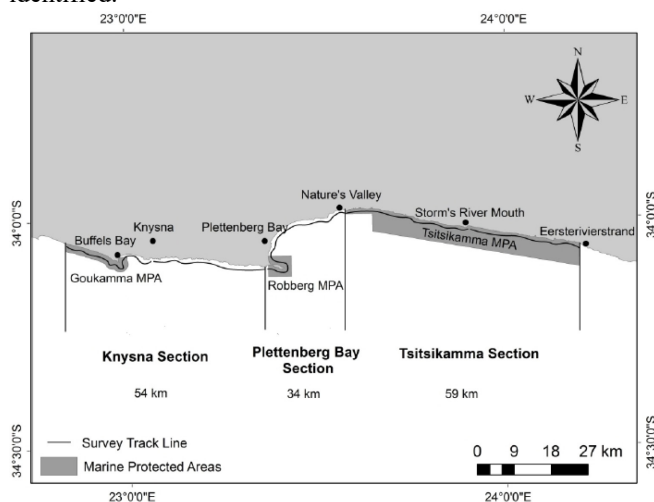 identified.
23°0'0"E
24°0'0"E
N
W
E
S
34°0'0"S
34°0'0"S
Nature's Valley
Knysna
Plettenberg Bay
Storm's River Mouth
Buffels Bay
Eersterivierstrand
Tsitsikamma MPA
Goukamma MPA
Robberg MPA
Knysna Section
Plettenberg Bay
Section
Tsitsikamma Section
54 km
34 km
59 km
Survey Track Line
Marine Protected Areas
0 9 18 27 km
34°30'0"S
34°30'0"S
23°0'0"E
24°0'0"E